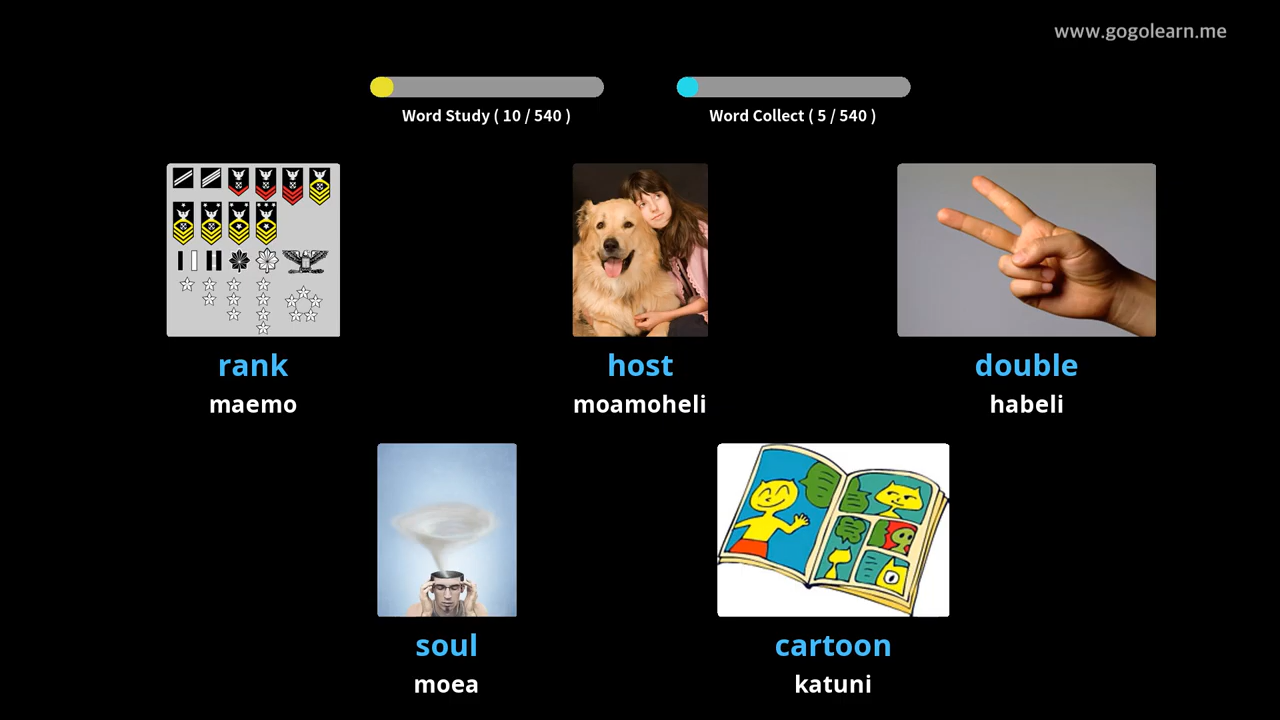 www.gogolearn.me
Word Study ( 10 / 540 )
Word Collect ( 5 / 540 )
rank
maemo
host
moamoheli
double
habeli
soul
moea
cartoon
katuni